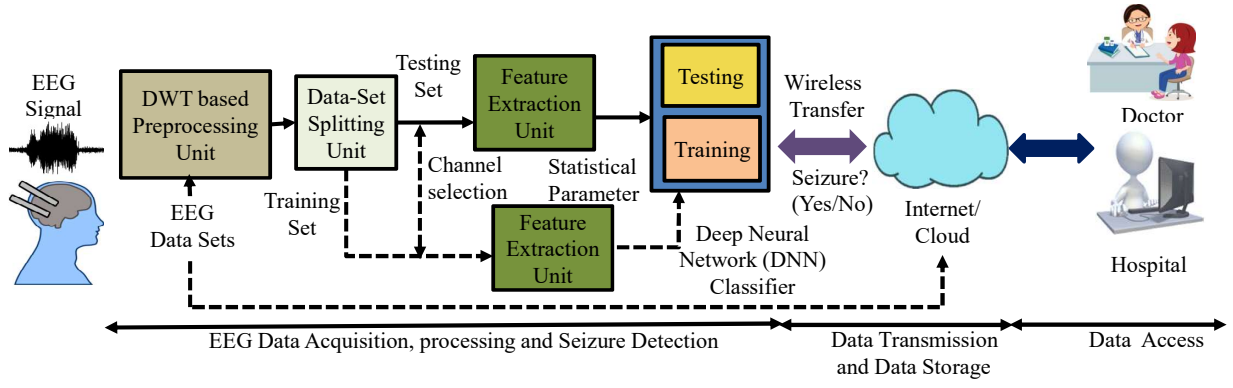 EEG
Signal
DWT based
Preprocessing
Unit
EEG
Data Sets
Data-Set
Splitting
Unit
Testing
Set
Training
Set
Channel
selection
Feature
Extraction
Unit
Statistical
Parameter
Feature
Extraction
Unit
Testing
Training
Deep Neural
Network (DNN)
Classifier
Wireless
Transfer
Seizure?
(Yes/No)
Internet/
Cloud
Doctor
Hospital
EEG Data Acquisition, processing and Seizure Detection
Data Transmission
and Data Storage
Data Access